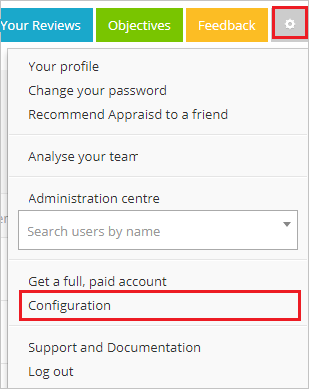 Your Reviews Objectives Feedback
Your profile
Change your password
Recommend Appraisd to a friend
Analyse your team
Administration centre
Search users by name
Get a full, paid account
Configuration
Support and Documentation
Log out